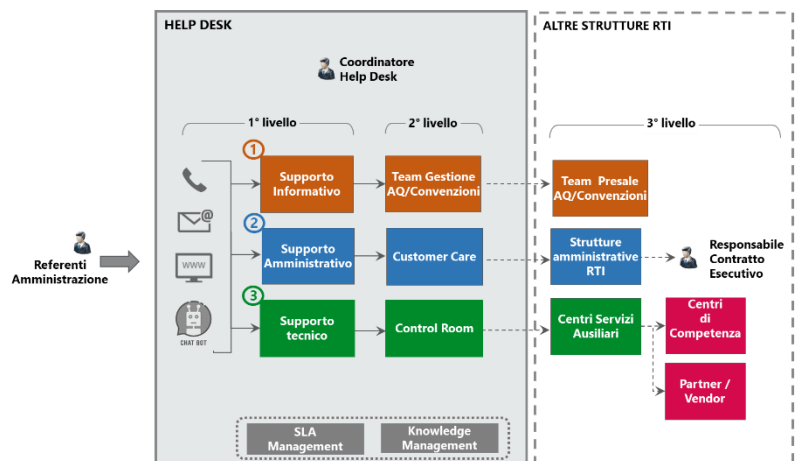 HELP DESK
ALTRE STRUTTURE RTI
Coordinatore
Help Desk
1° livello
2° livello
3° livello
1
Supporto
Informativo
Team Gestione
AQ/Convenzioni
Team Presale
AQ/Convenzioni
@
2
Referenti
Amministrazione
www
Supporto
Amministrativo
Customer Care
Strutture
amministrative
RTI
Responsabile
Contratto
Esecutivo
3
CHAT BOT
Supporto
tecnico
Control Room
Centri Servizi
Ausiliari
Centri
di
Competenza
Partner /
Vendor
SLA
Management
Knowledge
Management